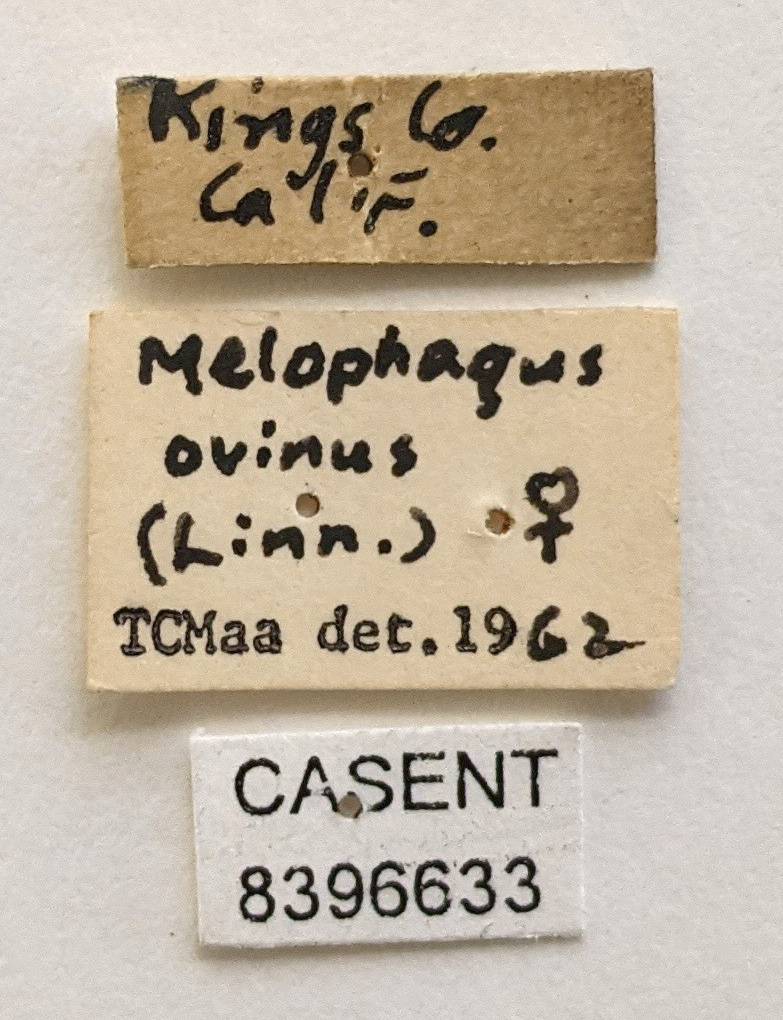 Kings Co.
Calif.
Melophagus
ovinus
(Linn.) ♀
TCMaa det. 1962
CASENT
8396633